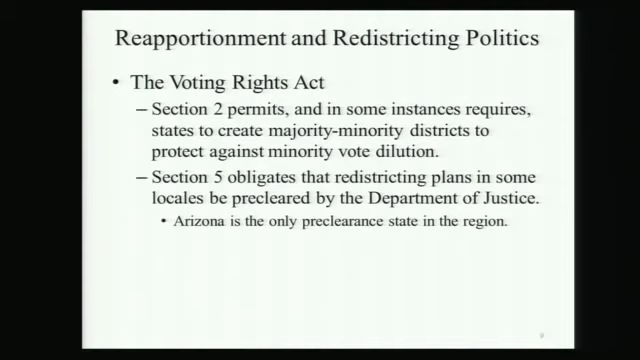 Reapportionment and Redistricting Politics
• The Voting Rights Act
– Section 2 permits, and in some instances requires,
states to create majority-minority districts to
protect against minority vote dilution.
– Section 5 obligates that redistricting plans in some
locales be precleared by the Department of Justice.
• Arizona is the only preclearance state in the region.